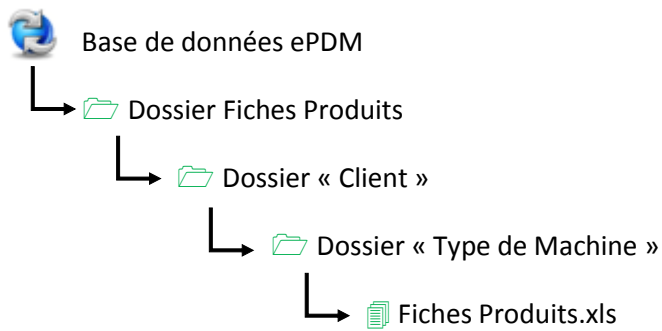 Base de données ePDM
Dossier Fiches Produits
Dossier « Client »
Dossier « Type de Machine »
Fiches Produits.xls